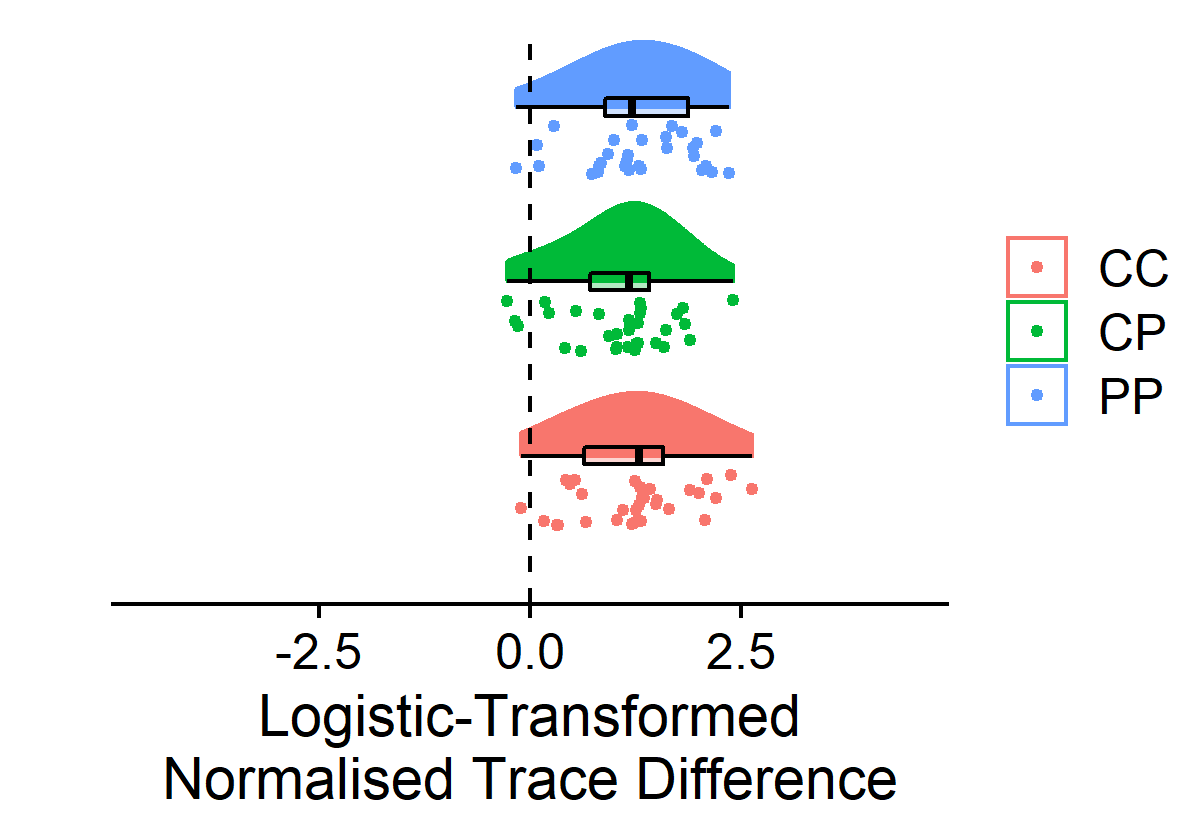 CC
CP
PP
-2.5 0.0 2.5
Logistic-Transformed
Normalised Trace Difference